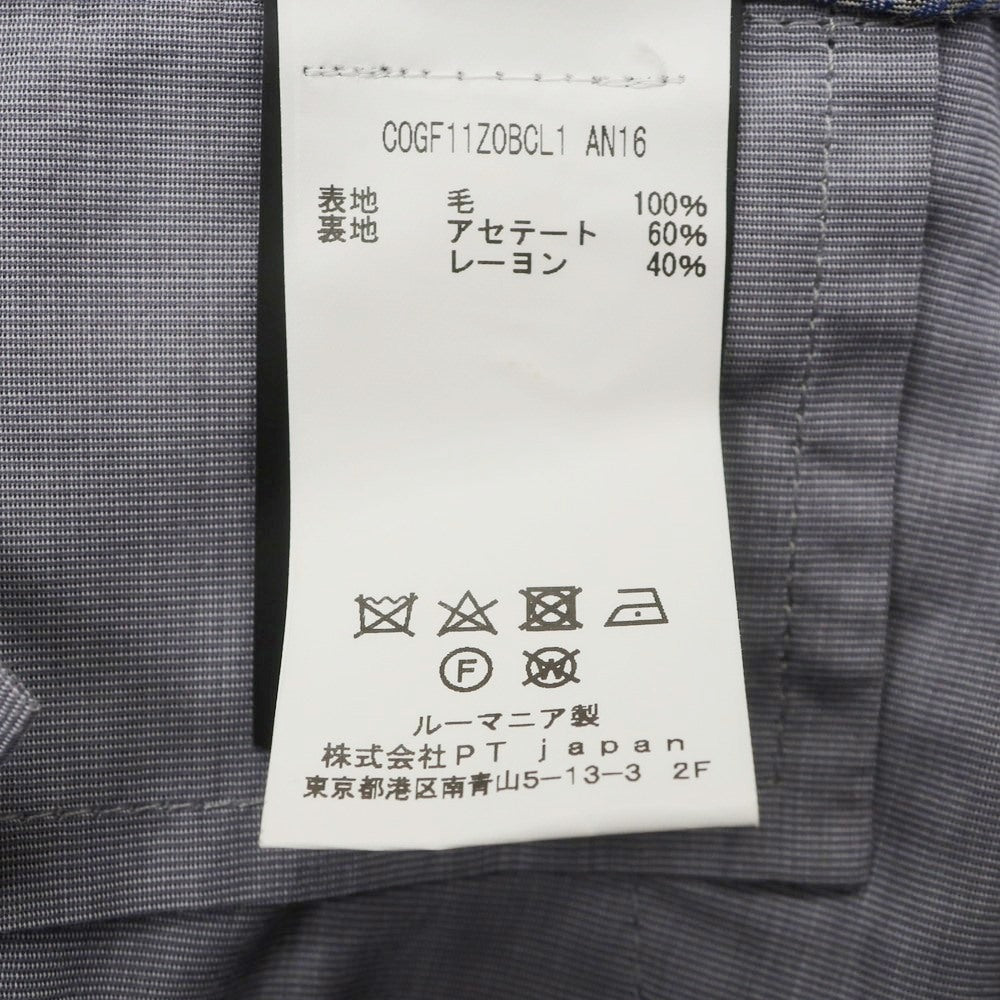 COGF11Z0BCL1 AN16
表地 毛 100%
裏地 アセテート 60%
レーヨン 40%
F W
ルーマニア製
株式会社PT japan
東京都港区南青山5-13-3 2F